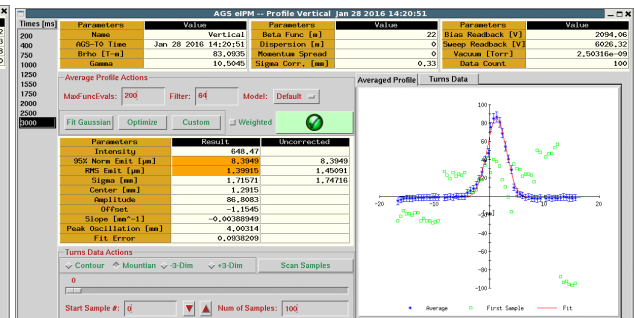 AGS eIPM -- Profile Vertical Jan 28 2016 14:20:51
Times [ms]
200
400
750
1000
1250
1550
1750
2000
2500
3000
Parameters Value
Name Vertical
AGS-T0 Time Jan 28 2016 14:20:51
Brho [T-m] 83.0935
Gamma 10.5045
Parameters Value
Beta Func [m] 22
Dispersion [m] 0
Momentum Spread 0
Sigma Corr. [mm] 0.33
Parameters Value
Bias Readback [V] 2094.06
Sweep Readback [V] 6026.32
Vacuum [Torr] 2.50316e-09
Data Count 100
Average Profile Actions
MaxFuncEvals: 200 Filter: 64 Model: Default
Fit Gaussian Optimize Custom Weighted
Parameters Result Uncorrected
Intensity 648.47
95% Norm Emit [µm] 8.3949 8.3949
RMS Emit [µm] 1.39915 1.45091
Sigma [mm] 1.71571 1.74716
Center [mm] 1.2915
Amplitude 86.8083
Offset -1.1545
Slope [mm^-1] -0.00388949
Peak Oscillation [mm] 4.00314
Fit Error 0.0938209
Turns Data Actions
Contour Mountian -3-Dim +3-Dim Scan Samples
0
Start Sample #: 0 Num of Samples: 100
Averaged Profile Turns Data
100
80
60
40
20
0
-20
-40
-60
-80
-100
-20 -10 10 20
[mm]
Average First Sample Fit